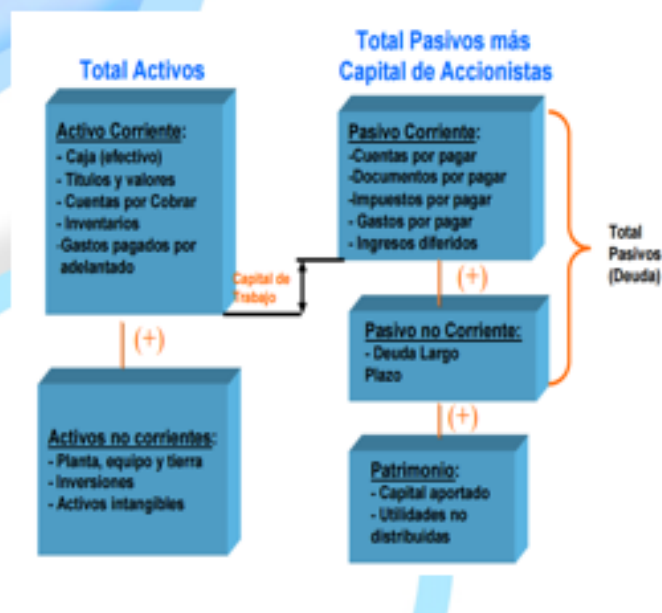 Total Activos
Activo Corriente:
- Caja (efectivo)
- Titulos y valores
- Cuentas por Cobrar
- Inventarios
-Gastos pagados por
adelantado
(+)
Activos no corrientes:
- Planta, equipo y tierra
- Inversiones
- Activos intangibles
Capital de
Trabajo
Total Pasivos más
Capital de Accionistas
Pasivo Corriente:
-Cuentas por pagar
-Documentos por pagar
-Impuestos por pagar
- Gastos por pagar
- Ingresos diferidos
(+)
Pasivo no Corriente:
- Deuda Largo
Plazo
(+)
Patrimonio:
- Capital aportado
- Utilidades no
distribuidas
Total
Pasivos
(Deuda)